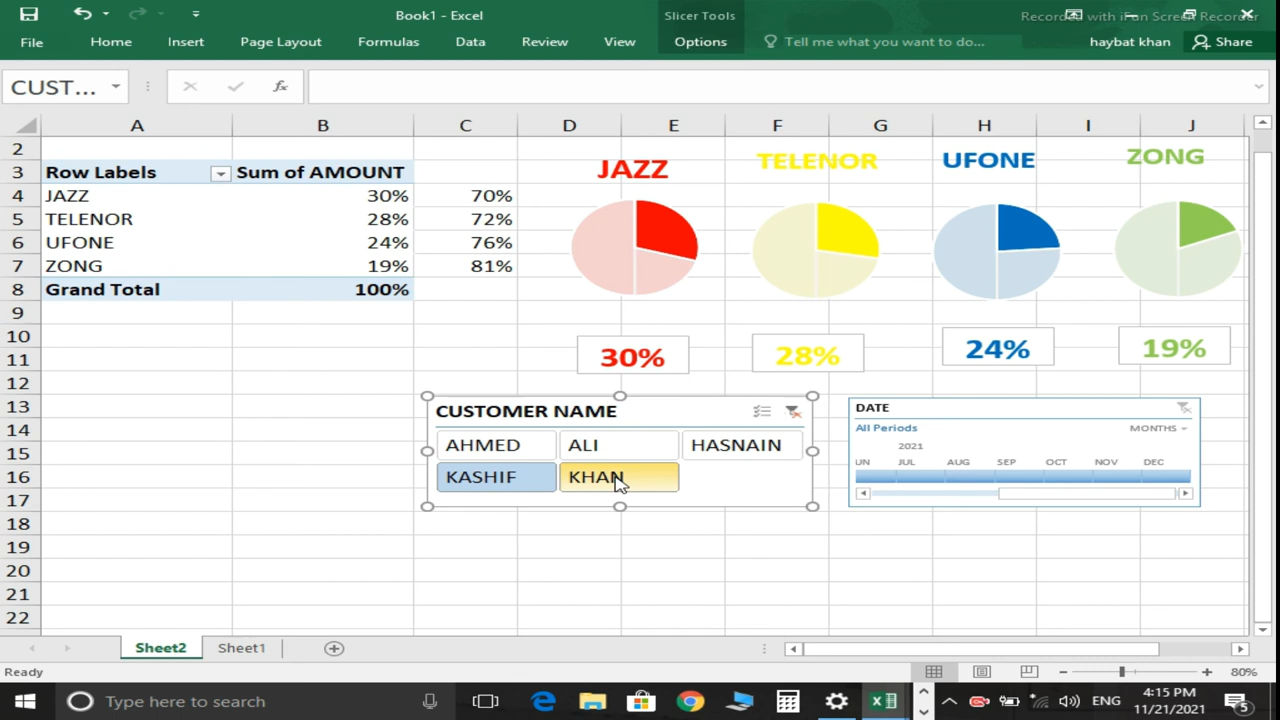 Book1 - Excel
Slicer Tools
Recorded with iFun Screen Recorder
File Home Insert Page Layout Formulas Data Review View Options Tell me what you want to do... haybat khan Share
CUST... fx
A B C D E F G H I J
2
3 Row Labels Sum of AMOUNT
4 JAZZ 30% 70%
5 TELENOR 28% 72%
6 UFONE 24% 76%
7 ZONG 19% 81%
8 Grand Total 100%
9
10
11
12
13
14
15
16
17
18
19
20
21
22
JAZZ TELENOR UFONE ZONG
30% 28% 24% 19%
CUSTOMER NAME
AHMED ALI HASNAIN
KASHIF KHAN
DATE
All Periods MONTHS
2021
UN JUL AUG SEP OCT NOV DEC
Sheet2 Sheet1
Ready 80%
Type here to search
ENG
4:15 PM
11/21/2021
5